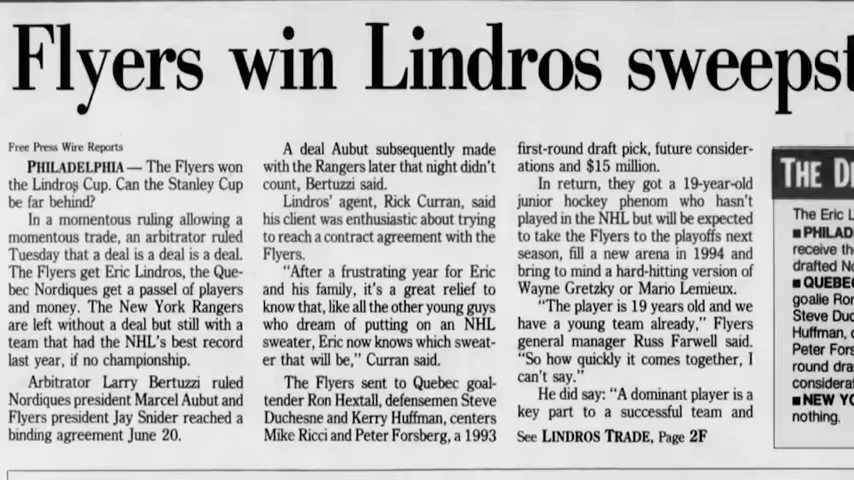 Flyers win Lindros
Free Press Wire Reports
PHILADELPHIA — The Flyers won
the Lindros Cup. Can the Stanley Cup
be far behind?
In a momentous ruling allowing a
momentous trade, an arbitrator ruled
Tuesday that a deal is a deal is a deal.
The Flyers get Eric Lindros, the Que-
bec Nordiques get a passel of players
and money. The New York Rangers
are left without a deal but still with a
team that had the NHL's best record
last year, if no championship.
Arbitrator Larry Bertuzzi ruled
Nordiques president Marcel Aubut and
Flyers president Jay Snider reached a
binding agreement June 20.
A deal Aubut subsequently made
with the Rangers later that night didn't
count, Bertuzzi said.
Lindros' agent, Rick Curran, said
his client was enthusiastic about trying
to reach a contract agreement with the
Flyers.
"After a frustrating year for Eric
and his family, it's a great relief to
know that, like all the other young guys
who dream of putting on an NHL
sweater, Eric now knows which sweat-
er that will be," Curran said.
The Flyers sent to Quebec goal-
tender Ron Hextall, defensemen Steve
Duchesne and Kerry Huffman, centers
Mike Ricci and Peter Forsberg, a 1993
first-round draft pick, future consider-
ations and $15 million.
In return, they got a 19-year-old
junior hockey phenom who hasn't
played in the NHL but will be expected
to take the Flyers to the playoffs next
season, fill a new arena in 1994 and
bring to mind a hard-hitting version of
Wayne Gretzky or Mario Lemieux.
"The player is 19 years old and we
have a young team already," Flyers
general manager Russ Farwell said.
"So how quickly it comes together, I
can't say."
He did say: "A dominant player is a
key part to a successful team and
See LINDROS TRADE, Page 2F
THE
The Eric
■ PHILAD
receive th
drafted No
■ QUEBEC
goalie Ron
Steve Duc
Huffman, c
Peter Fors
round dra
considerat
■ NEW YO
nothing.